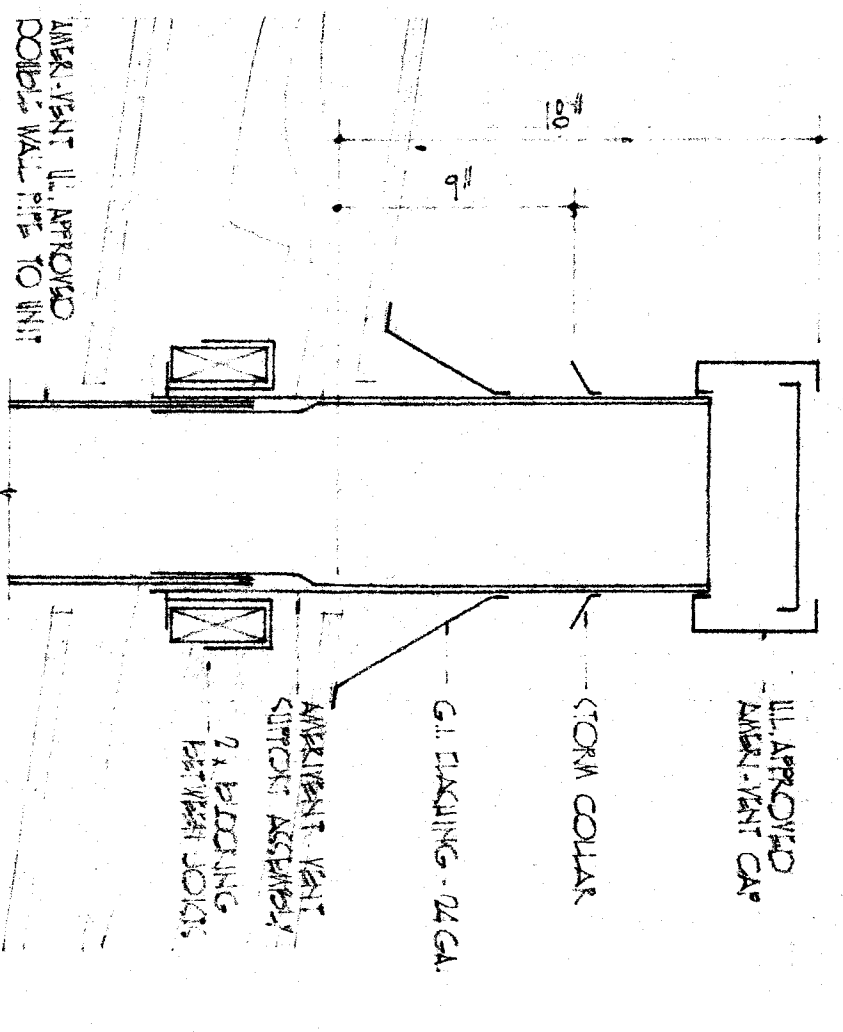 18"
9"
U.L. APPROVED
AMERI-VENT CAP
STORM COLLAR
G.I. FLASHING - 24 GA.
AMERIVENT VENT
SUPPORT ASSEMBLY
2 x BLOCKING
BETWEEN JOISTS
AMERI-VENT U.L. APPROVED
DOUBLE WALL PIPE TO UNIT